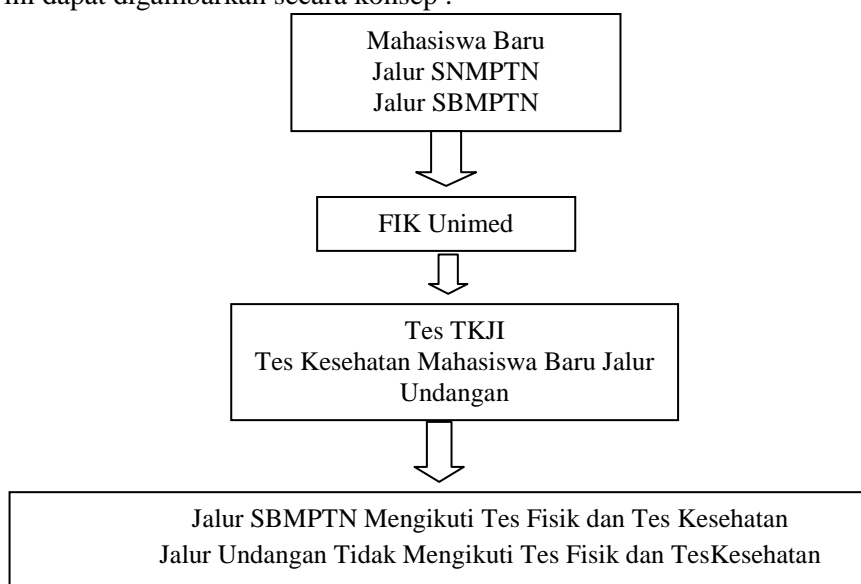 ini dapat digambarkan secara konsep :
Mahasiswa Baru
Jalur SNMPTN
Jalur SBMPTN
FIK Unimed
Tes TKJI
Tes Kesehatan Mahasiswa Baru Jalur
Undangan
Jalur SBMPTN Mengikuti Tes Fisik dan Tes Kesehatan
Jalur Undangan Tidak Mengikuti Tes Fisik dan TesKesehatan